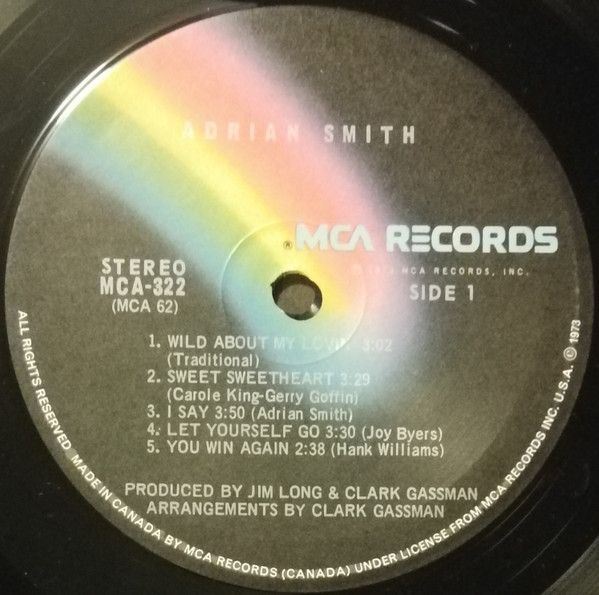 ADRIAN SMITH
® MCA RECORDS
MCA RECORDS, INC.
STEREO
MCA-322
(MCA 62)
SIDE 1
1. WILD ABOUT MY LOVIN' 3:02
(Traditional)
2. SWEET SWEETHEART 3:29
(Carole King-Gerry Goffin)
3. I SAY 3:50 (Adrian Smith)
4. LET YOURSELF GO 3:30 (Joy Byers)
5. YOU WIN AGAIN 2:38 (Hank Williams)
PRODUCED BY JIM LONG & CLARK GASSMAN
ARRANGEMENTS BY CLARK GASSMAN
ALL RIGHTS RESERVED. MADE IN CANADA BY MCA RECORDS (CANADA) UNDER LICENSE FROM MCA RECORDS INC. U.S.A. © 1973